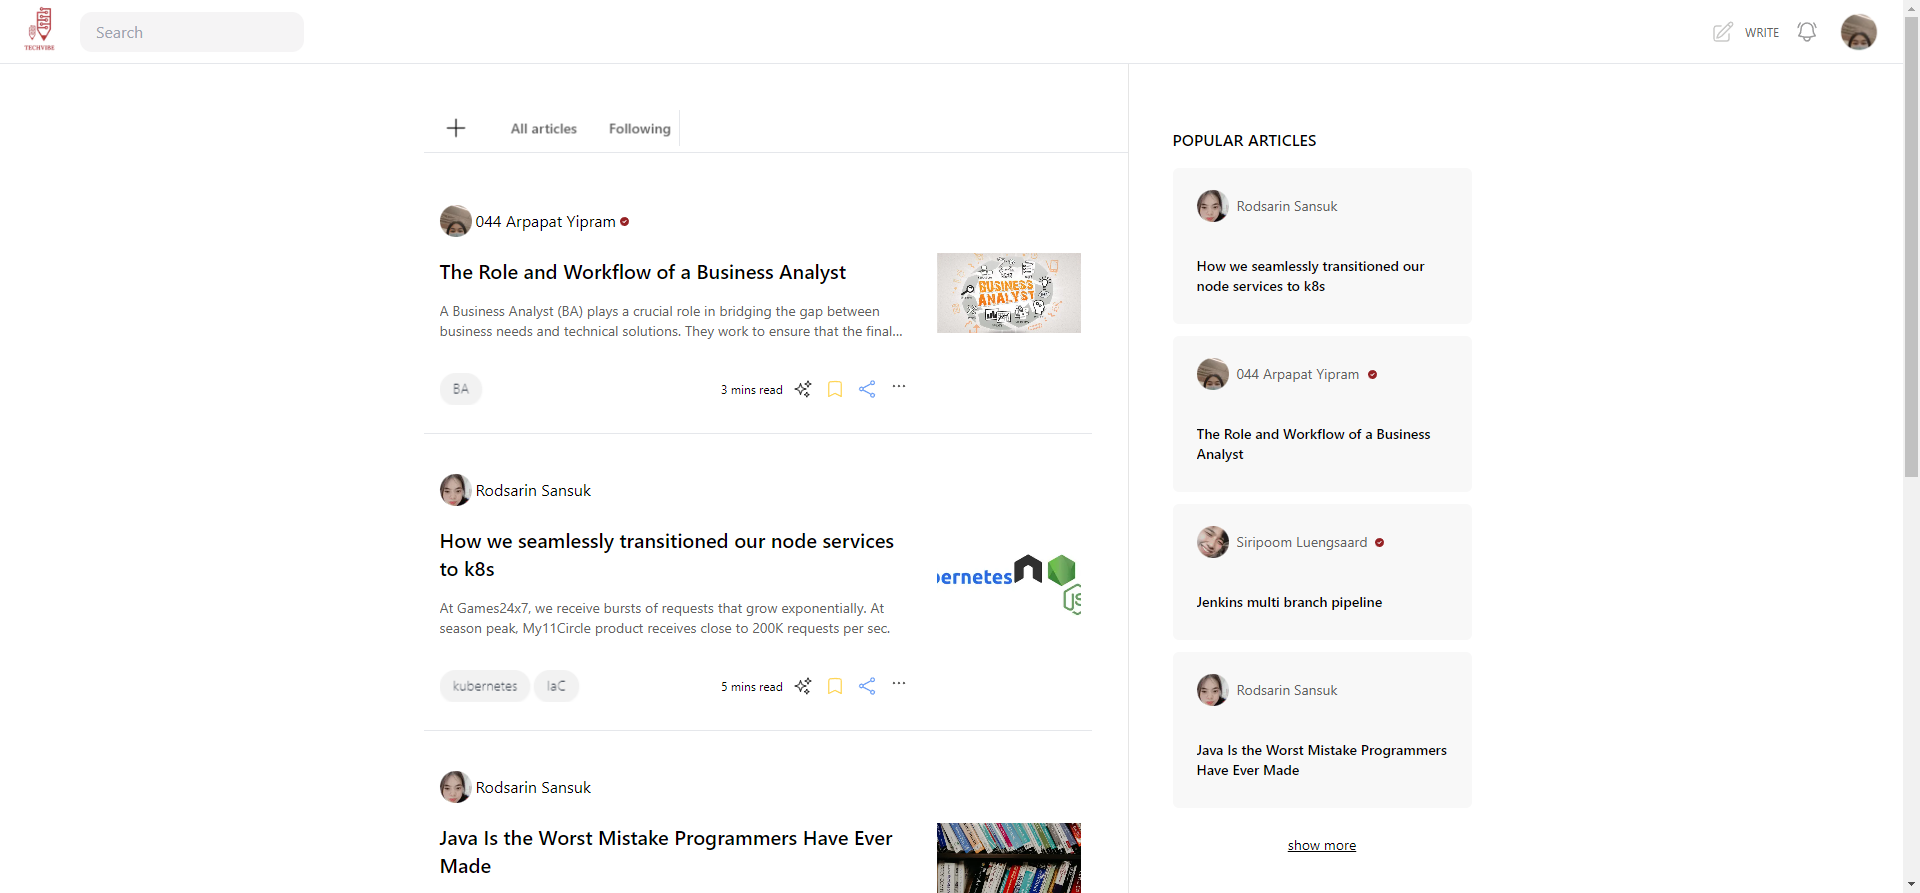 TECHVIBE
Search
WRITE
All articles
Following
044 Arpapat Yipram
The Role and Workflow of a Business Analyst
A Business Analyst (BA) plays a crucial role in bridging the gap between
business needs and technical solutions. They work to ensure that the final...
BUSINESS
ANALYST
BA
3 mins read
Rodsarin Sansuk
How we seamlessly transitioned our node services
to k8s
At Games24x7, we receive bursts of requests that grow exponentially. At
season peak, My11Circle product receives close to 200K requests per sec.
bernetes
JS
kubernetes
IaC
5 mins read
Rodsarin Sansuk
Java Is the Worst Mistake Programmers Have Ever
Made
POPULAR ARTICLES
Rodsarin Sansuk
How we seamlessly transitioned our
node services to k8s
044 Arpapat Yipram
The Role and Workflow of a Business
Analyst
Siripoom Luengsaard
Jenkins multi branch pipeline
Rodsarin Sansuk
Java Is the Worst Mistake Programmers
Have Ever Made
show more